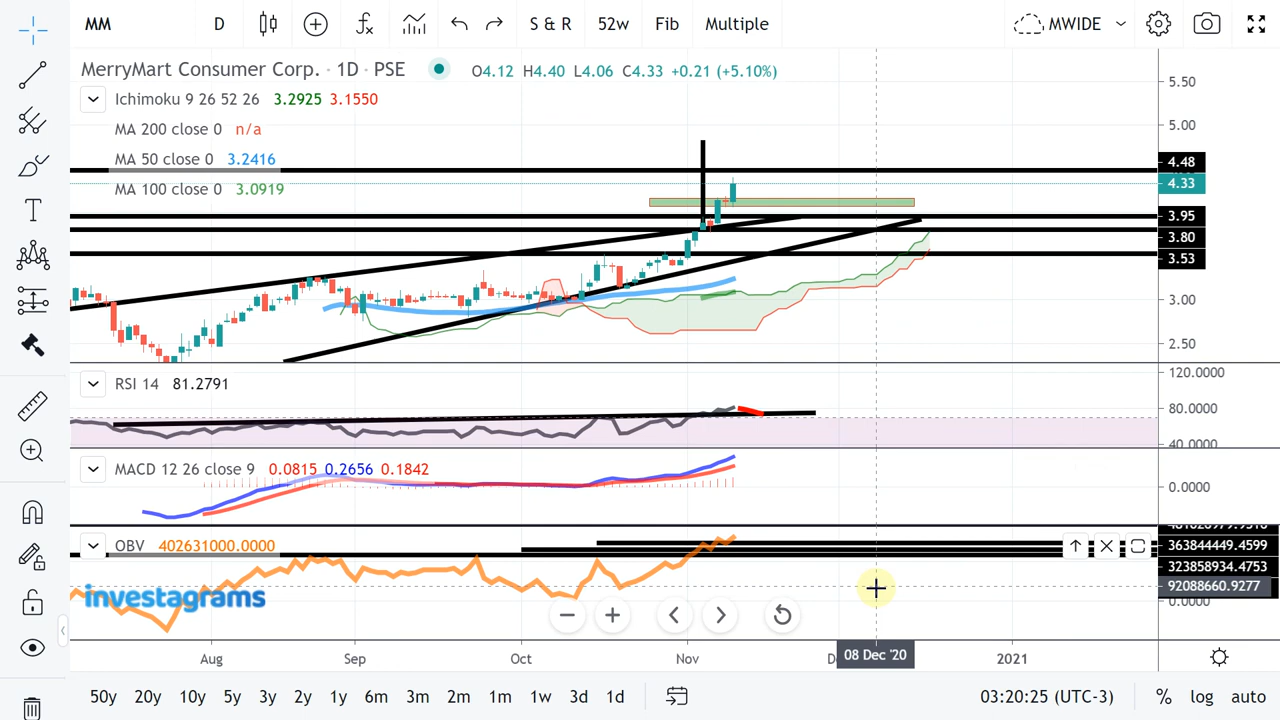 MM D S & R 52w Fib Multiple MWIDE
MerryMart Consumer Corp. · 1D · PSE O4.12 H4.40 L4.06 C4.33 +0.21 (+5.10%)
Ichimoku 9 26 52 26 3.2925 3.1550
MA 200 close 0 n/a
MA 50 close 0 3.2416
MA 100 close 0 3.0919
5.50
5.00
4.48
4.33
3.95
3.80
3.53
3.00
2.50
RSI 14 81.2791
120.0000
80.0000
40.0000
MACD 12 26 close 9 0.0815 0.2656 0.1842
0.0000
OBV 402631000.0000
363844449.4599
323858934.4753
92088660.9277
0.0000
investagrams
Aug Sep Oct Nov 08 Dec '20 2021
50y 20y 10y 5y 3y 2y 1y 6m 3m 2m 1m 1w 3d 1d 03:20:25 (UTC-3) % log auto